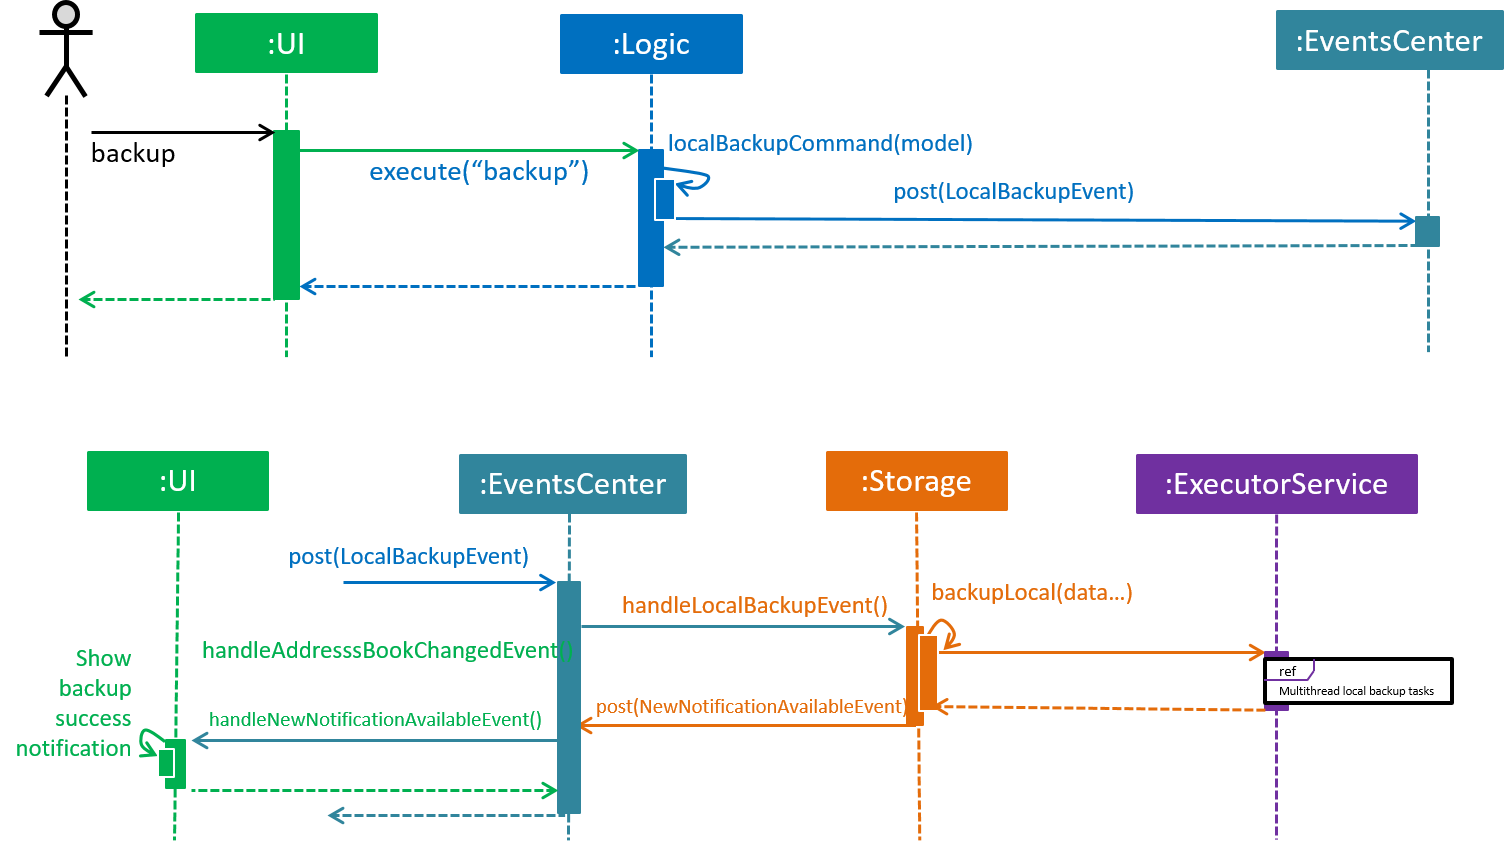 :UI
:Logic
:EventsCenter
backup
execute(“backup”)
localBackupCommand(model)
post(LocalBackupEvent)
:UI
:EventsCenter
:Storage
:ExecutorService
post(LocalBackupEvent)
handleLocalBackupEvent()
backupLocal(data...)
handleAddresssBookChangedEvent()
Show
backup
success
notification
ref
Multithread local backup tasks
handleNewNotificationAvailableEvent()
post(NewNotificationAvailableEvent)